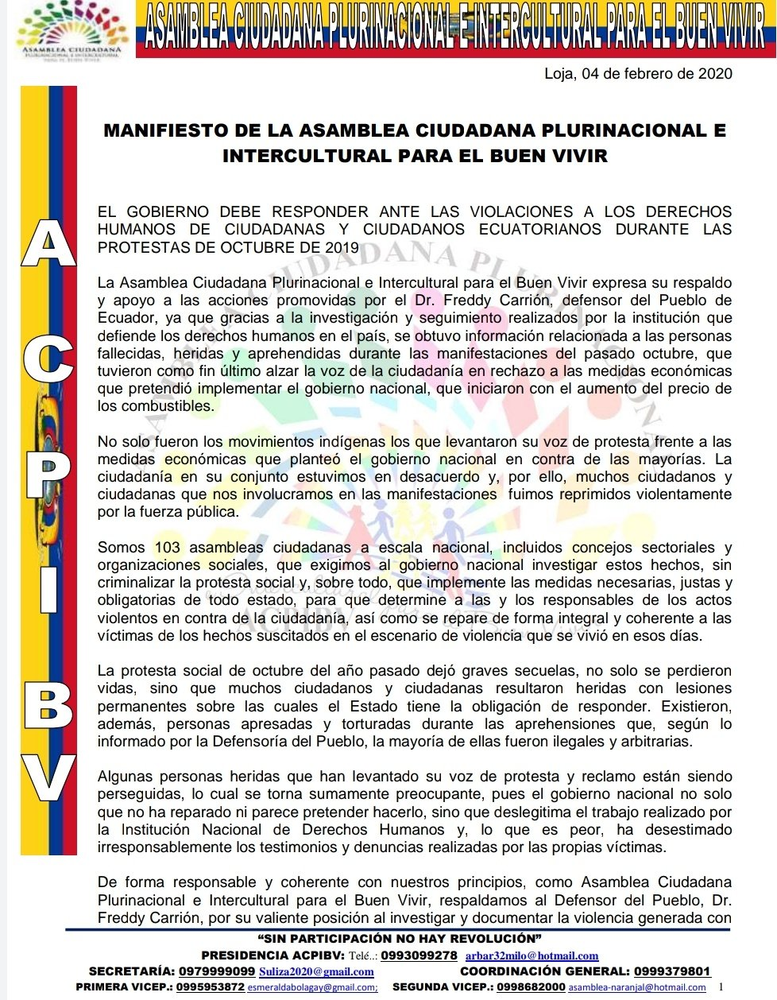 ASAMBLEA CIUDADANA PLURINACIONAL E INTERCULTURAL PARA EL BUEN VIVIR
ASAMBLEA CIUDADANA
PLURINACIONAL E INTERCULTURAL
PARA EL BUEN VIVIR
Loja, 04 de febrero de 2020
MANIFIESTO DE LA ASAMBLEA CIUDADANA PLURINACIONAL E
INTERCULTURAL PARA EL BUEN VIVIR
EL GOBIERNO DEBE RESPONDER ANTE LAS VIOLACIONES A LOS DERECHOS
HUMANOS DE CIUDADANAS Y CIUDADANOS ECUATORIANOS DURANTE LAS
PROTESTAS DE OCTUBRE DE 2019
La Asamblea Ciudadana Plurinacional e Intercultural para el Buen Vivir expresa su respaldo
y apoyo a las acciones promovidas por el Dr. Freddy Carrión, defensor del Pueblo de
Ecuador, ya que gracias a la investigación y seguimiento realizados por la institución que
defiende los derechos humanos en el país, se obtuvo información relacionada a las personas
fallecidas, heridas y aprehendidas durante las manifestaciones del pasado octubre, que
tuvieron como fin último alzar la voz de la ciudadanía en rechazo a las medidas económicas
que pretendió implementar el gobierno nacional, que iniciaron con el aumento del precio de
los combustibles.
No solo fueron los movimientos indígenas los que levantaron su voz de protesta frente a las
medidas económicas que planteó el gobierno nacional en contra de las mayorías. La
ciudadanía en su conjunto estuvimos en desacuerdo y, por ello, muchos ciudadanos y
ciudadanas que nos involucramos en las manifestaciones fuimos reprimidos violentamente
por la fuerza pública.
Somos 103 asambleas ciudadanas a escala nacional, incluidos concejos sectoriales y
organizaciones sociales, que exigimos al gobierno nacional investigar estos hechos, sin
criminalizar la protesta social y, sobre todo, que implemente las medidas necesarias, justas y
obligatorias de todo estado, para que determine a las y los responsables de los actos
violentos en contra de la ciudadanía, así como se repare de forma integral y coherente a las
víctimas de los hechos suscitados en el escenario de violencia que se vivió en esos días.
La protesta social de octubre del año pasado dejó graves secuelas, no solo se perdieron
vidas, sino que muchos ciudadanos y ciudadanas resultaron heridas con lesiones
permanentes sobre las cuales el Estado tiene la obligación de responder. Existieron,
además, personas apresadas y torturadas durante las aprehensiones que, según lo
informado por la Defensoría del Pueblo, la mayoría de ellas fueron ilegales y arbitrarias.
Algunas personas heridas que han levantado su voz de protesta y reclamo están siendo
perseguidas, lo cual se torna sumamente preocupante, pues el gobierno nacional no solo
que no ha reparado ni parece pretender hacerlo, sino que deslegitima el trabajo realizado por
la Institución Nacional de Derechos Humanos y, lo que es peor, ha desestimado
irresponsablemente los testimonios y denuncias realizadas por las propias víctimas.
De forma responsable y coherente con nuestros principios, como Asamblea Ciudadana
Plurinacional e Intercultural para el Buen Vivir, respaldamos al Defensor del Pueblo, Dr.
Freddy Carrión, por su valiente posición al investigar y documentar la violencia generada con
A
C
P
I
B
V
ASAMBLEA CIUDADANA PLURINACIONAL
e Intercultural para el Buen Vivir
ACPIBV
“SIN PARTICIPACIÓN NO HAY REVOLUCIÓN”
PRESIDENCIA ACPIBV: Telé..: 0993099278 arbar32milo@hotmail.com
SECRETARÍA: 0979999099 Suliza2020@gmail.com COORDINACIÓN GENERAL: 0999379801
PRIMERA VICEP.: 0995953872 esmeraldabolagay@gmail.com; SEGUNDA VICEP.: 0998682000 asamblea-naranjal@hotmail.com 1